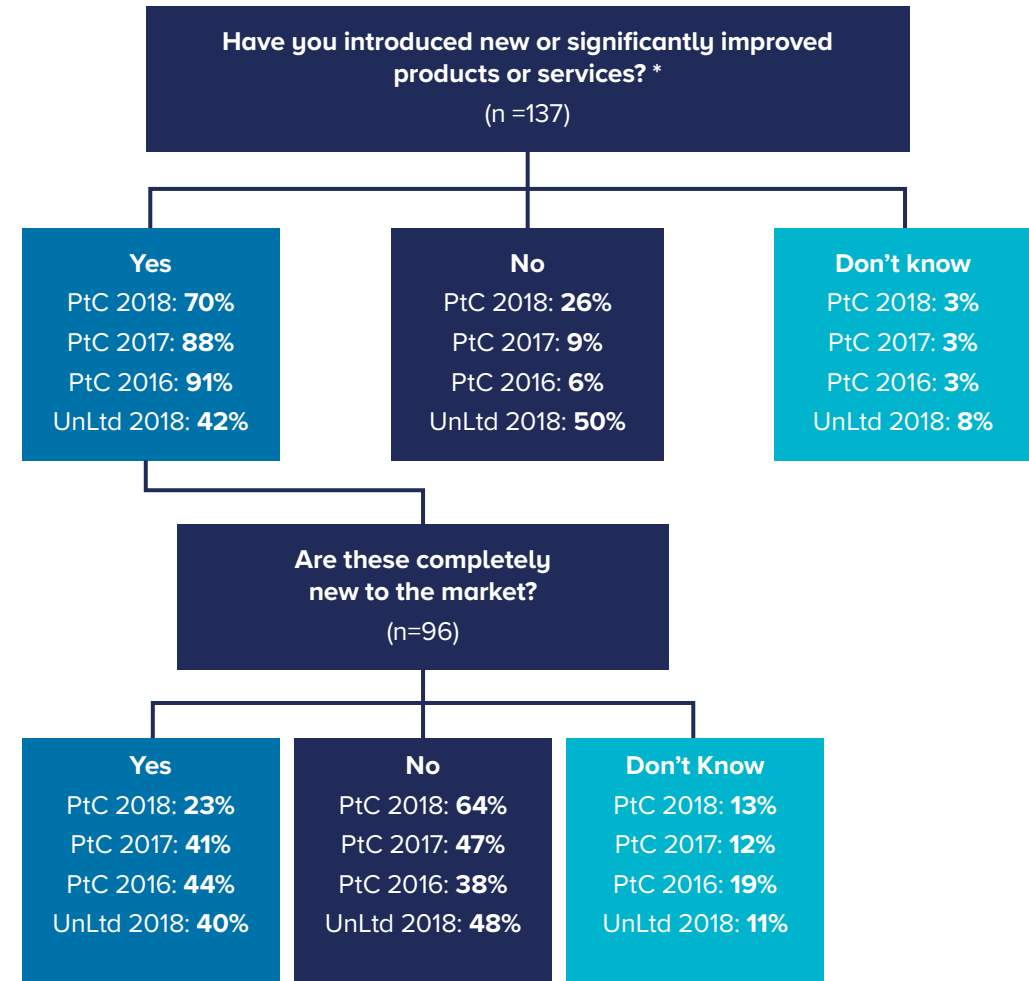 Have you introduced new or significantly improved
products or services? *
(n =137)
Yes
PtC 2018: 70%
PtC 2017: 88%
PtC 2016: 91%
UnLtd 2018: 42%
No
PtC 2018: 26%
PtC 2017: 9%
PtC 2016: 6%
UnLtd 2018: 50%
Don’t know
PtC 2018: 3%
PtC 2017: 3%
PtC 2016: 3%
UnLtd 2018: 8%
Are these completely
new to the market?
(n=96)
Yes
PtC 2018: 23%
PtC 2017: 41%
PtC 2016: 44%
UnLtd 2018: 40%
No
PtC 2018: 64%
PtC 2017: 47%
PtC 2016: 38%
UnLtd 2018: 48%
Don’t Know
PtC 2018: 13%
PtC 2017: 12%
PtC 2016: 19%
UnLtd 2018: 11%